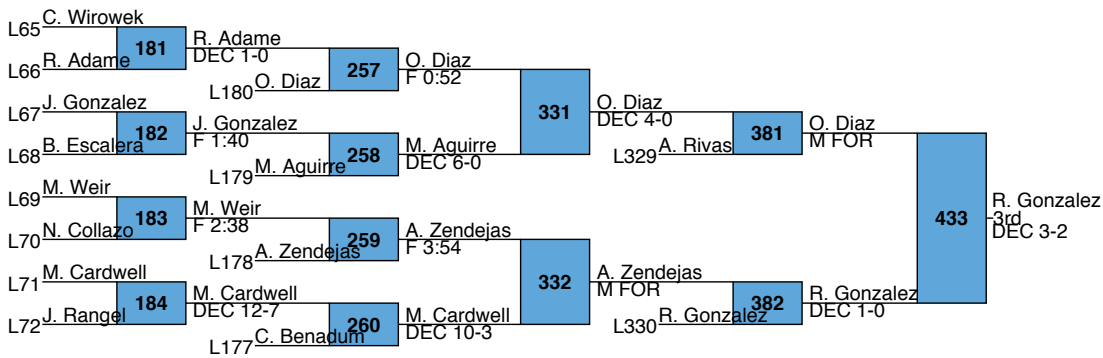 L65 C. Wirowek
L66 R. Adame
181
R. Adame
DEC 1-0
L180 O. Diaz
257
O. Diaz
F 0:52
L67 J. Gonzalez
L68 B. Escalera
182
J. Gonzalez
F 1:40
L179 M. Aguirre
258
M. Aguirre
DEC 6-0
331
O. Diaz
DEC 4-0
L329 A. Rivas
381
O. Diaz
M FOR
L69 M. Weir
L70 N. Collazo
183
M. Weir
F 2:38
L178 A. Zendejas
259
A. Zendejas
F 3:54
L71 M. Cardwell
L72 J. Rangel
184
M. Cardwell
DEC 12-7
L177 C. Benadum
260
M. Cardwell
DEC 10-3
332
A. Zendejas
M FOR
L330 R. Gonzalez
382
R. Gonzalez
DEC 1-0
433
R. Gonzalez
3rd
DEC 3-2